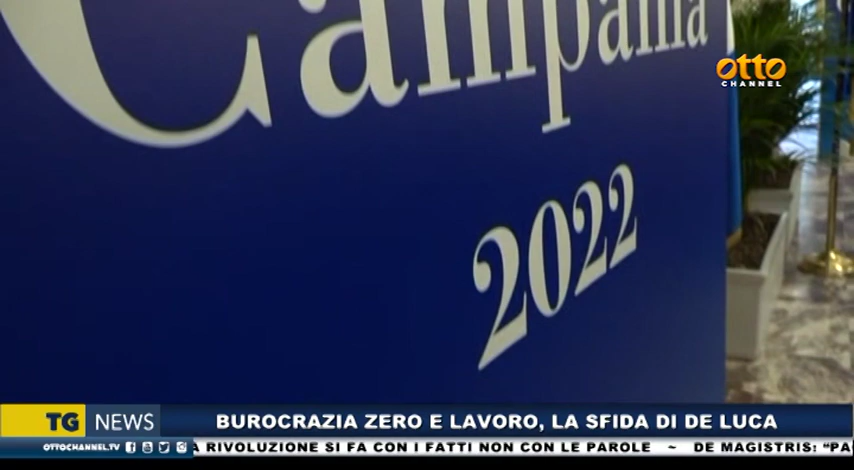 Campania
2022
otto
CHANNEL
TG NEWS
BUROCRAZIA ZERO E LAVORO, LA SFIDA DI DE LUCA
OTTOCHANNEL.TV
A RIVOLUZIONE SI FA CON I FATTI NON CON LE PAROLE ~ DE MAGISTRIS: “PA